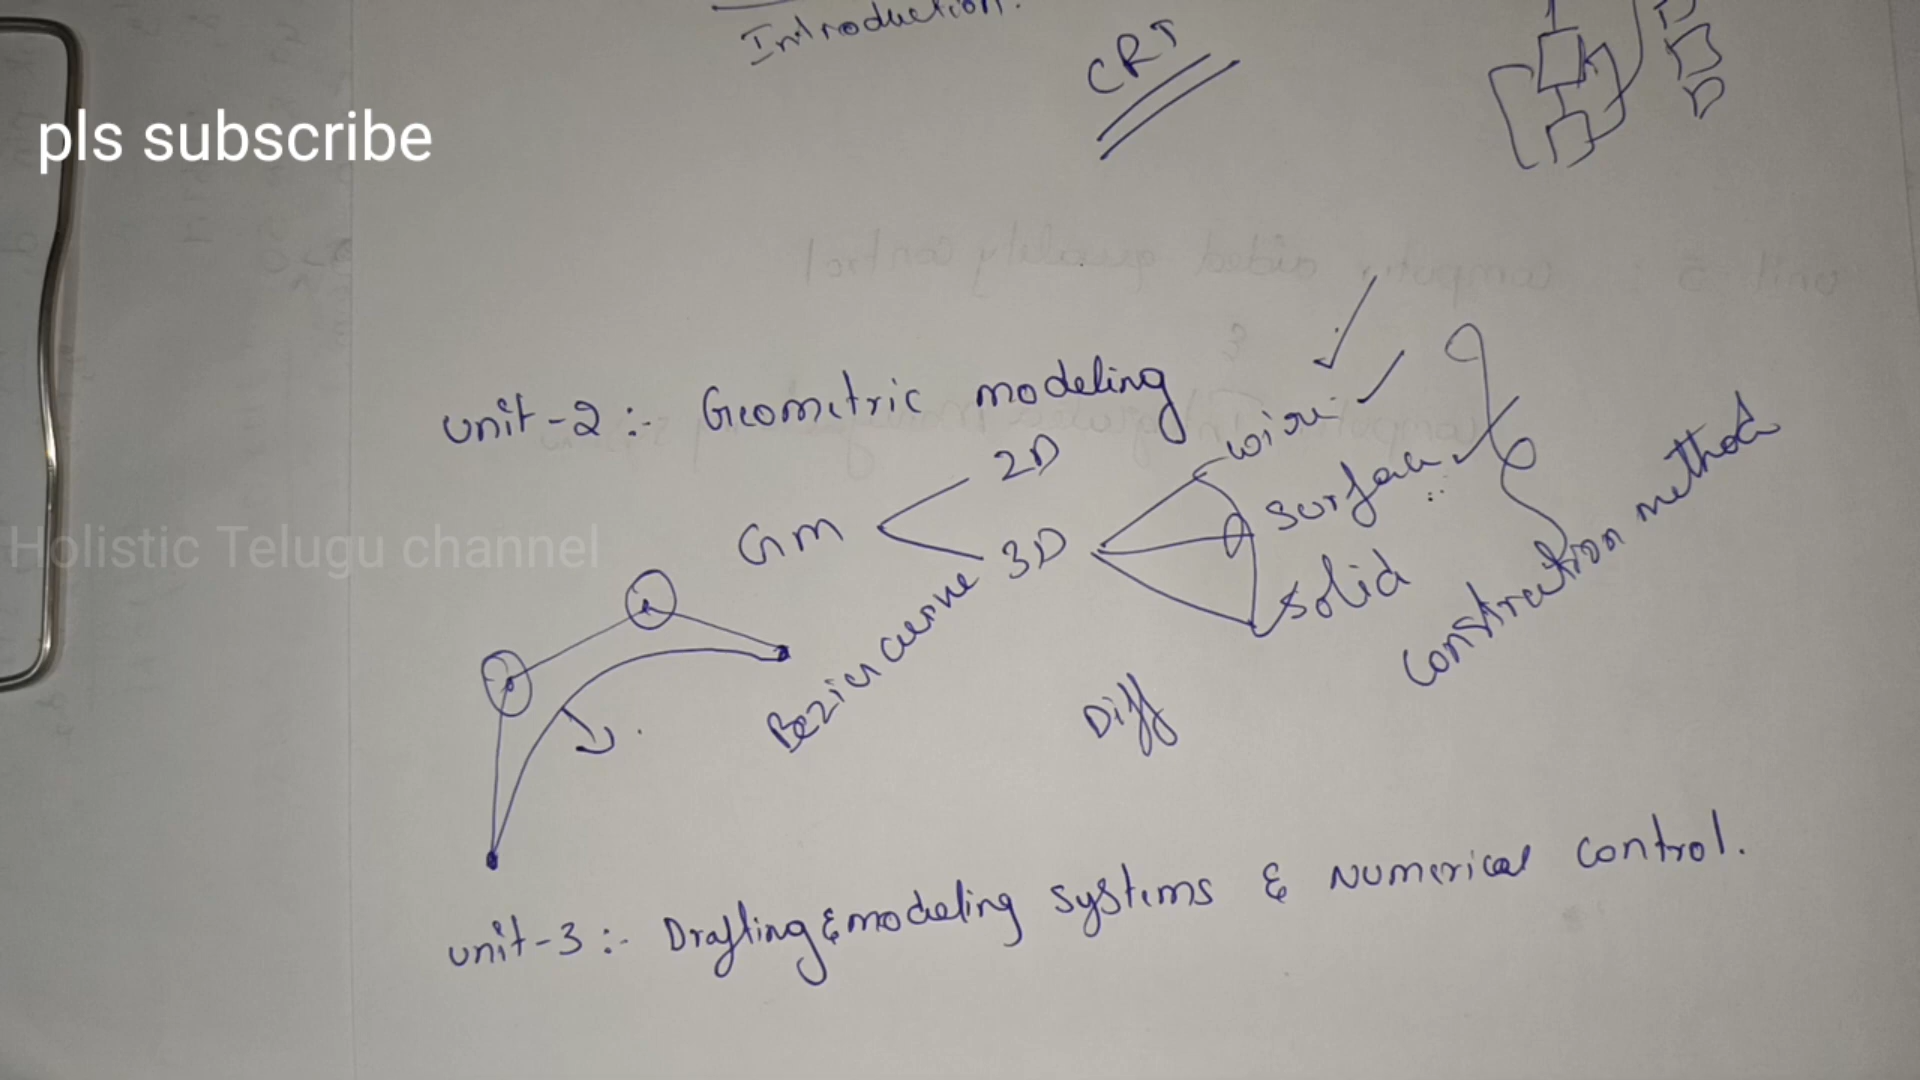 Introduction.
CRT
pls subscribe
unit-2 :- Geometric modeling
2D
wire
Gm
surface
Holistic Telugu channel
3D
solid
Bezier curve
construction method
Diff
unit-3 :- Drafting & modeling systems & Numerical control.